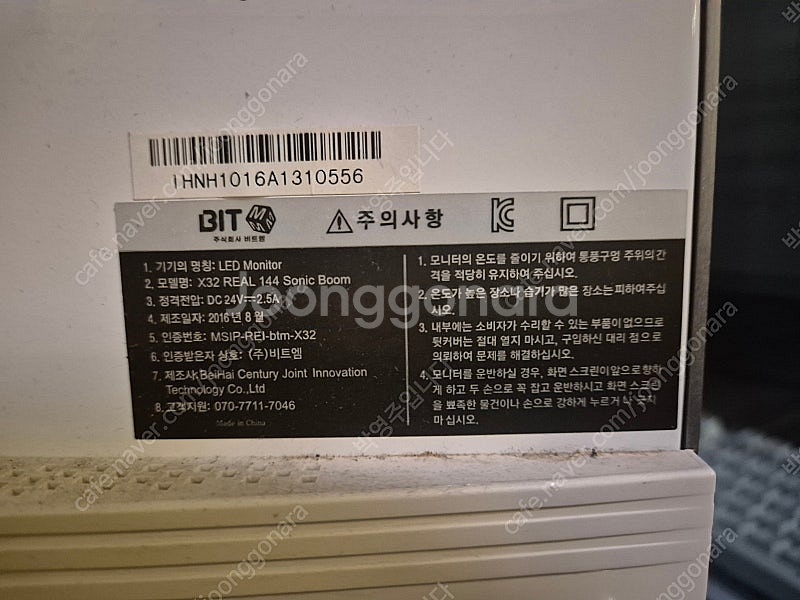 IHNH1016A1310556
BIT M2N
주식회사 비트엠
주의사항
1. 기기의 명칭: LED Monitor
2. 모델명: X32 REAL 144 Sonic Boom
3. 정격전압: DC 24V⎓2.5A
4. 제조일자: 2016년 8월
5. 인증번호: MSIP-REI-btm-X32
6. 인증받은자 상호: (주)비트엠
7. 제조사:BeiHai Century Joint Innovation
Technology Co.,Ltd
8. 고객지원: 070-7711-7046
Made in China
1. 모니터의 온도를 줄이기 위하여 통풍구멍 주위의 간
격을 적당히 유지하여 주십시오.
2. 온도가 높은 장소나 습기가 많은 장소는 피하여주십
시오.
3. 내부에는 소비자가 수리할 수 있는 부품이 없으므로
뒷커버는 절대 열지 마시고, 구입하신 대리 점으로
의뢰하여 문제를 해결하십시오.
4. 모니터를 운반하실 경우, 화면 스크린이앞으로향하
게 하고 두 손으로 꼭 잡고 운반하시고 화면 스크린
을 뾰족한 물건이나 손으로 강하게 누르거나
마십시오.
joonggonara
cafe.naver.com/joonggonara